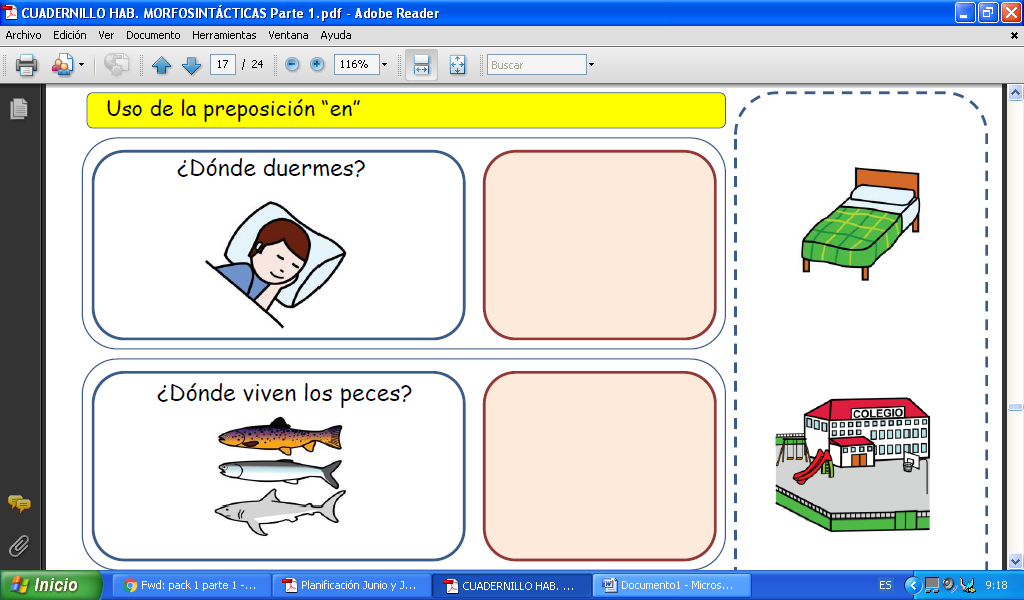 CUADERNILLO HAB. MORFOSINTÁCTICAS Parte 1.pdf - Adobe Reader
Archivo Edición Ver Documento Herramientas Ventana Ayuda
17 / 24 116% Buscar
Uso de la preposición “en”
¿Dónde duermes?
¿Dónde viven los peces?
COLEGIO
Inicio Fwd: pack 1 parte 1 -... Planificación Junio y J... CUADERNILLO HAB. ... Documento1 - Micros... ES 9:18